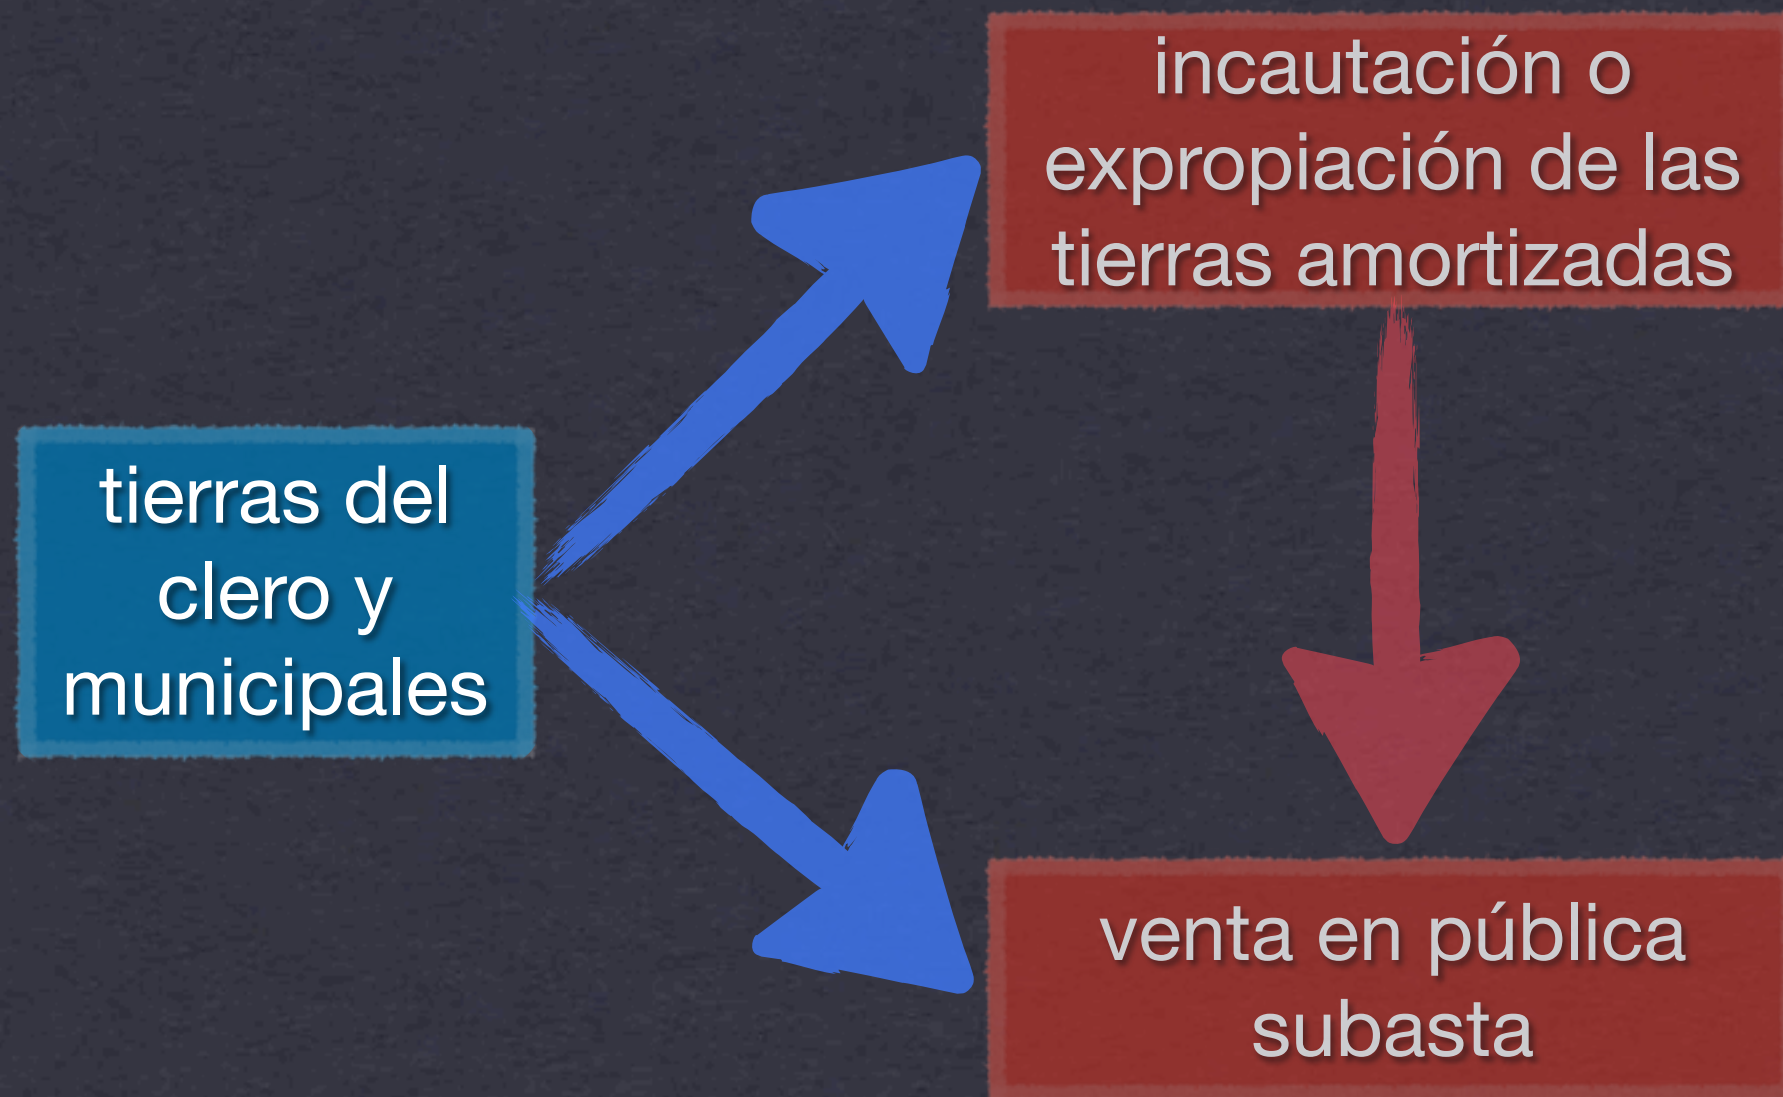 incautación o
expropiación de las
tierras amortizadas
tierras del
clero y
municipales
venta en pública
subasta